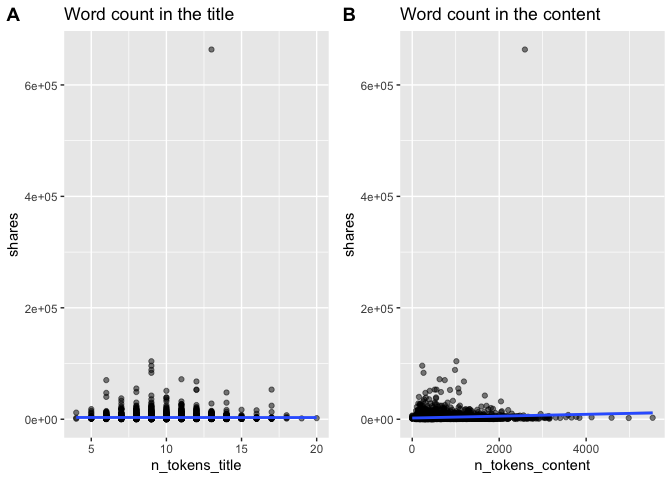 A
Word count in the title
6e+05
4e+05
2e+05
0e+00
shares
5
10
15
20
n_tokens_title
B
Word count in the content
6e+05
4e+05
2e+05
0e+00
shares
0
2000
4000
n_tokens_content